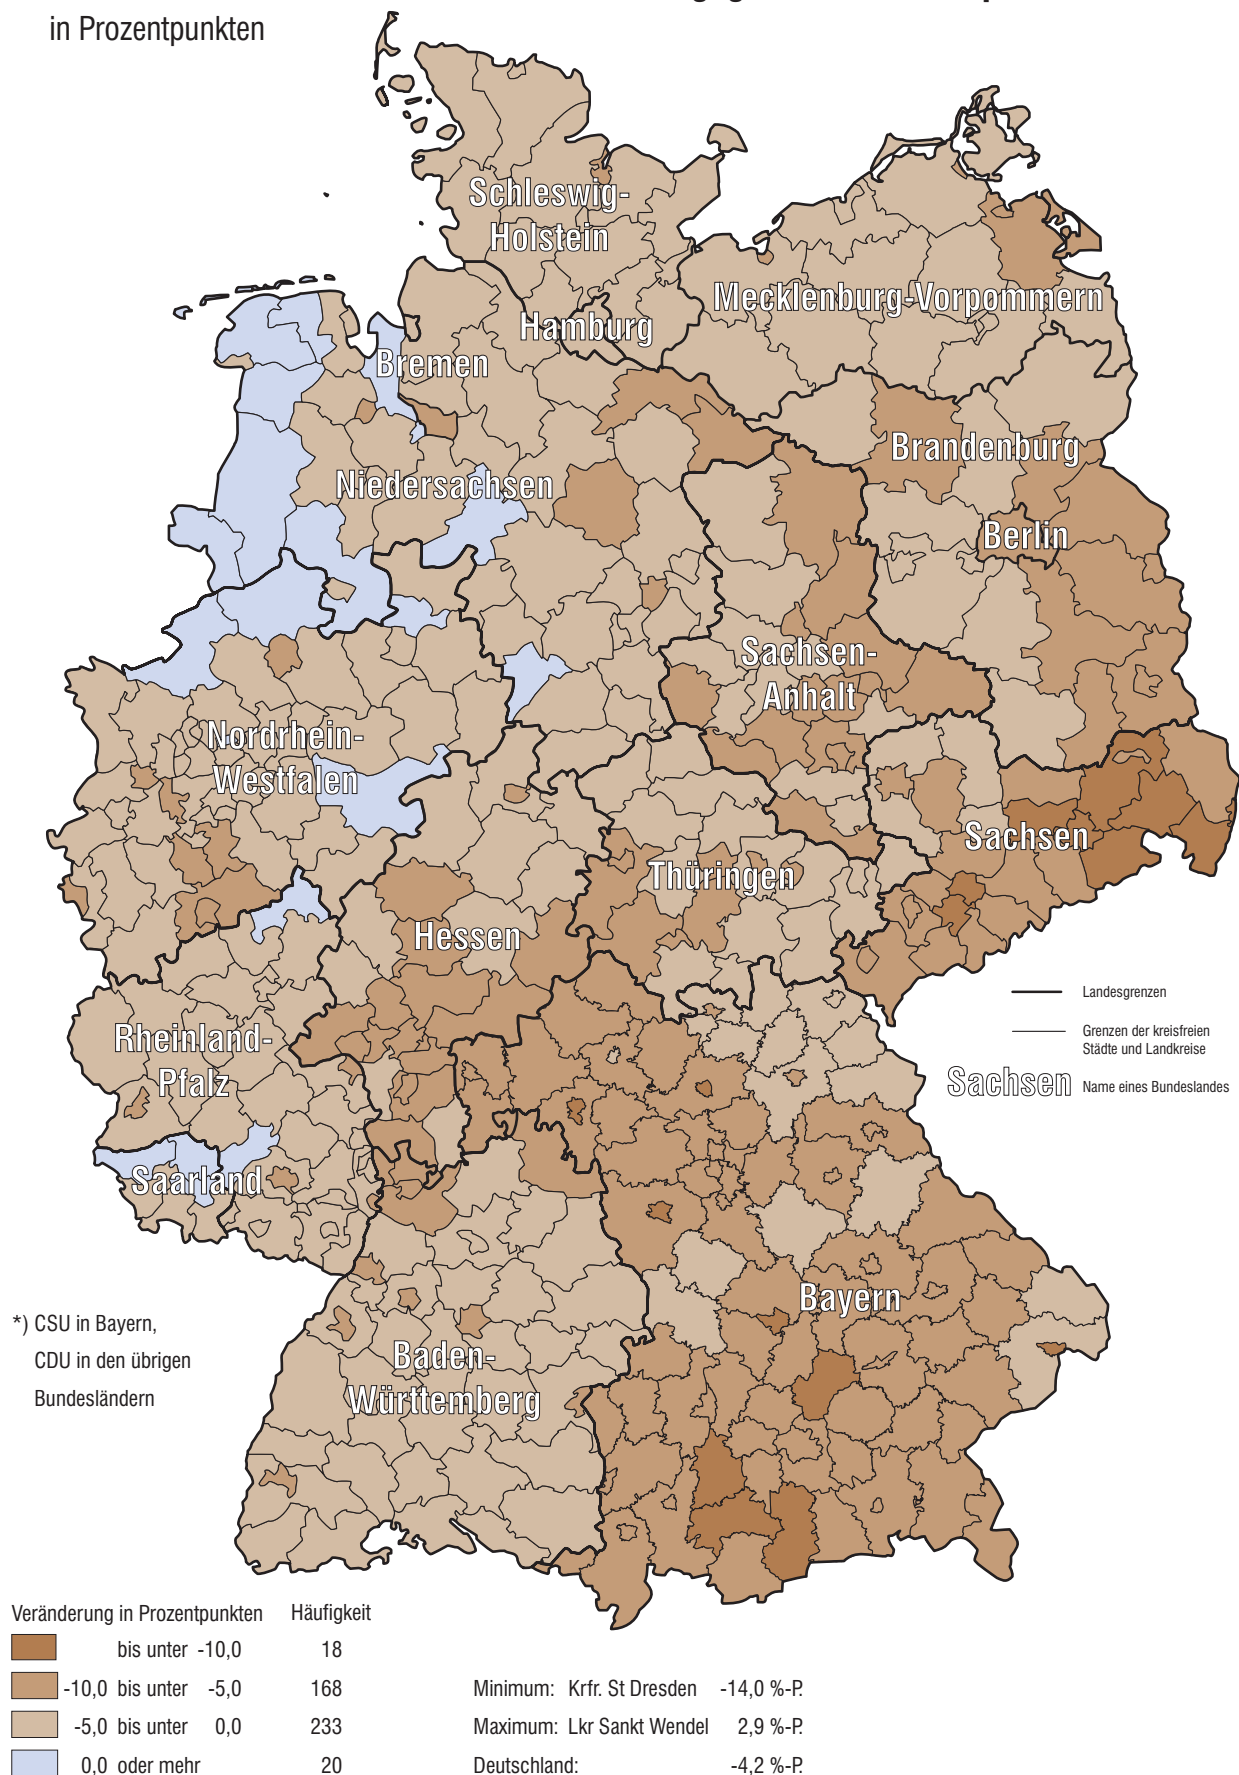 in Prozentpunkten
Schleswig-
Holstein
Mecklenburg-Vorpommern
Hamburg
Bremen
Brandenburg
Niedersachsen
Berlin
Sachsen-
Anhalt
Nordrhein-
Westfalen
Sachsen
Thüringen
Hessen
Landesgrenzen
Rheinland-
Pfalz
Grenzen der kreisfreien
Städte und Landkreise
Sachsen Name eines Bundeslandes
Saarland
Bayern
*) CSU in Bayern,
CDU in den übrigen
Bundesländern
Baden-
Württemberg
Veränderung in Prozentpunkten Häufigkeit
bis unter -10,0 18
-10,0 bis unter -5,0 168
Minimum: Krfr. St Dresden -14,0 %-P.
-5,0 bis unter 0,0 233
Maximum: Lkr Sankt Wendel 2,9 %-P.
0,0 oder mehr 20
Deutschland: -4,2 %-P.